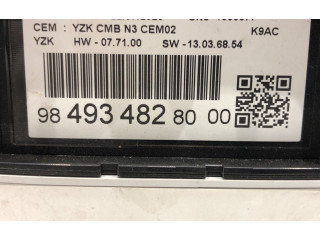 CEM : YZK CMB N3 CEM02 K9AC
YZK HW - 07.71.00 SW - 13.03.68.54
98 493 482 80 00